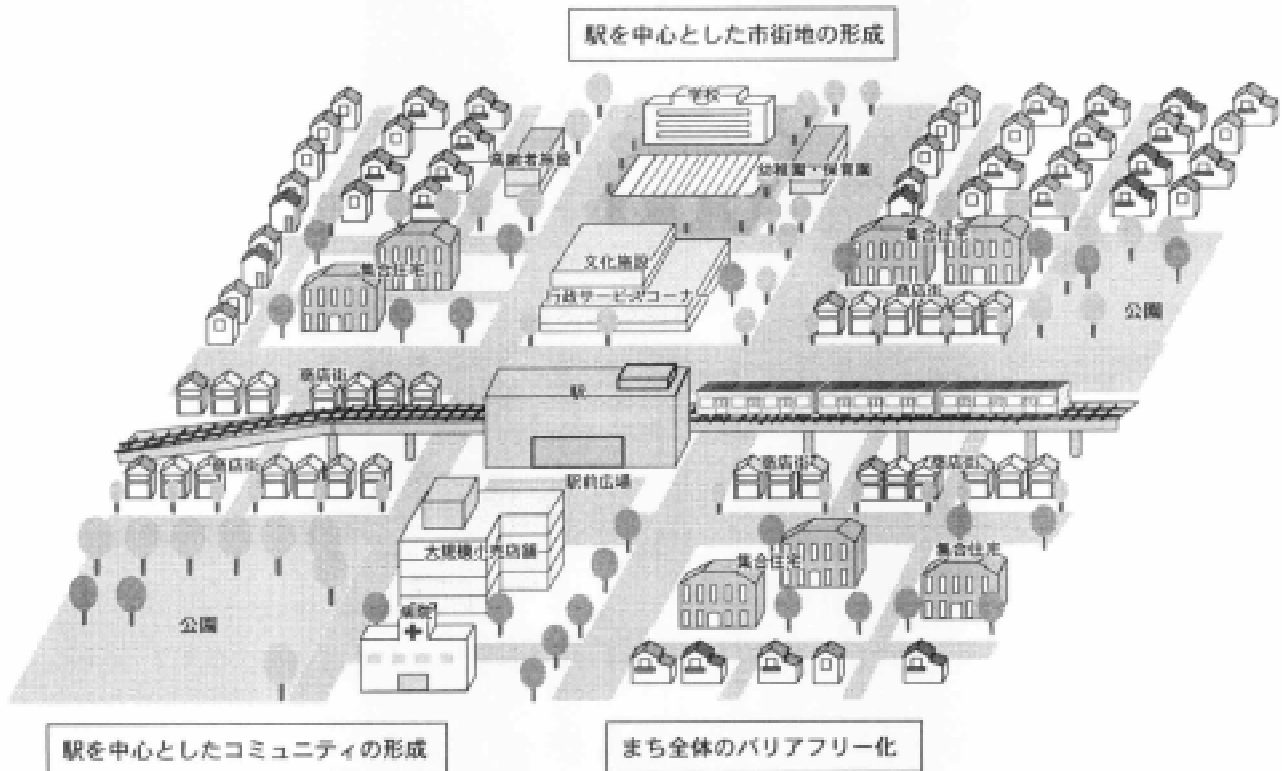 駅を中心とした市街地の形成
学校
高齢者施設
幼稚園・保育園
文化施設
行政サービスコーナー
集合住宅
集合住宅
商店街
公園
商店街
駅
商店街
駅前広場
商店街
商店街
大規模小売店舗
集合住宅
集合住宅
公園
病院
駅を中心としたコミュニティの形成
まち全体のバリアフリー化